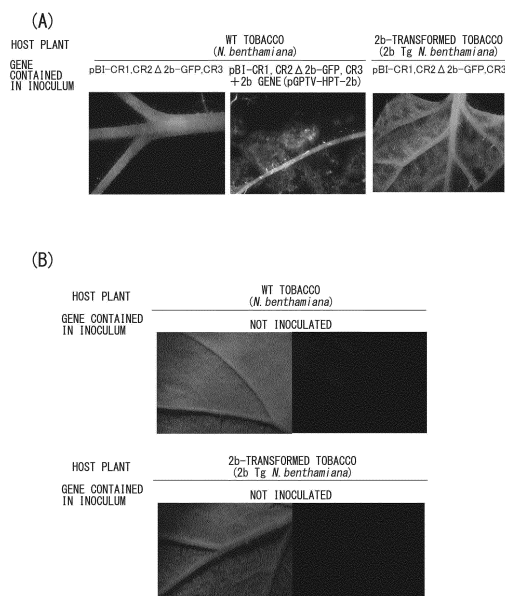 (A)
HOST PLANT
WT TOBACCO
(N. benthamiana)
2b-TRANSFORMED TOBACCO
(2b Tg N. benthamiana)
GENE
CONTAINED
IN INOCULUM
pBI-CR1,CR2Δ2b-GFP,CR3
pBI-CR1,CR2Δ2b-GFP,CR3
+2b GENE(pGPTV-HPT-2b)
pBI-CR1,CR2Δ2b-GFP,CR3
(B)
HOST PLANT
WT TOBACCO
(N. benthamiana)
GENE CONTAINED
IN INOCULUM
NOT INOCULATED
HOST PLANT
2b-TRANSFORMED TOBACCO
(2b Tg N. benthamiana)
GENE CONTAINED
IN INOCULUM
NOT INOCULATED